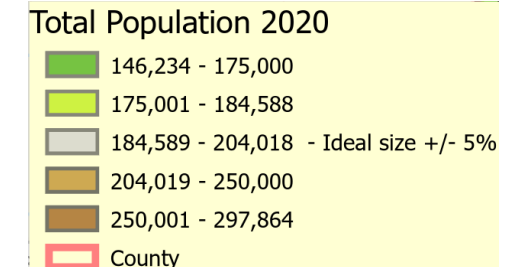 Total Population 2020
146,234 - 175,000
175,001 - 184,588
184,589 - 204,018 - Ideal size +/- 5%
204,019 - 250,000
250,001 - 297,864
County